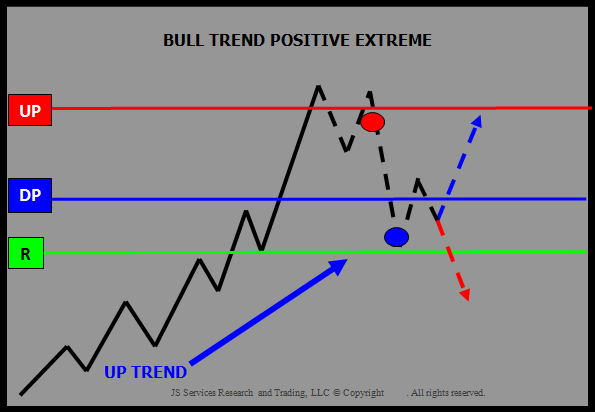 BULL TREND POSITIVE EXTREME
UP
DP
R
UP TREND
JS Services Research and Trading, LLC © Copyright . All rights reserved.